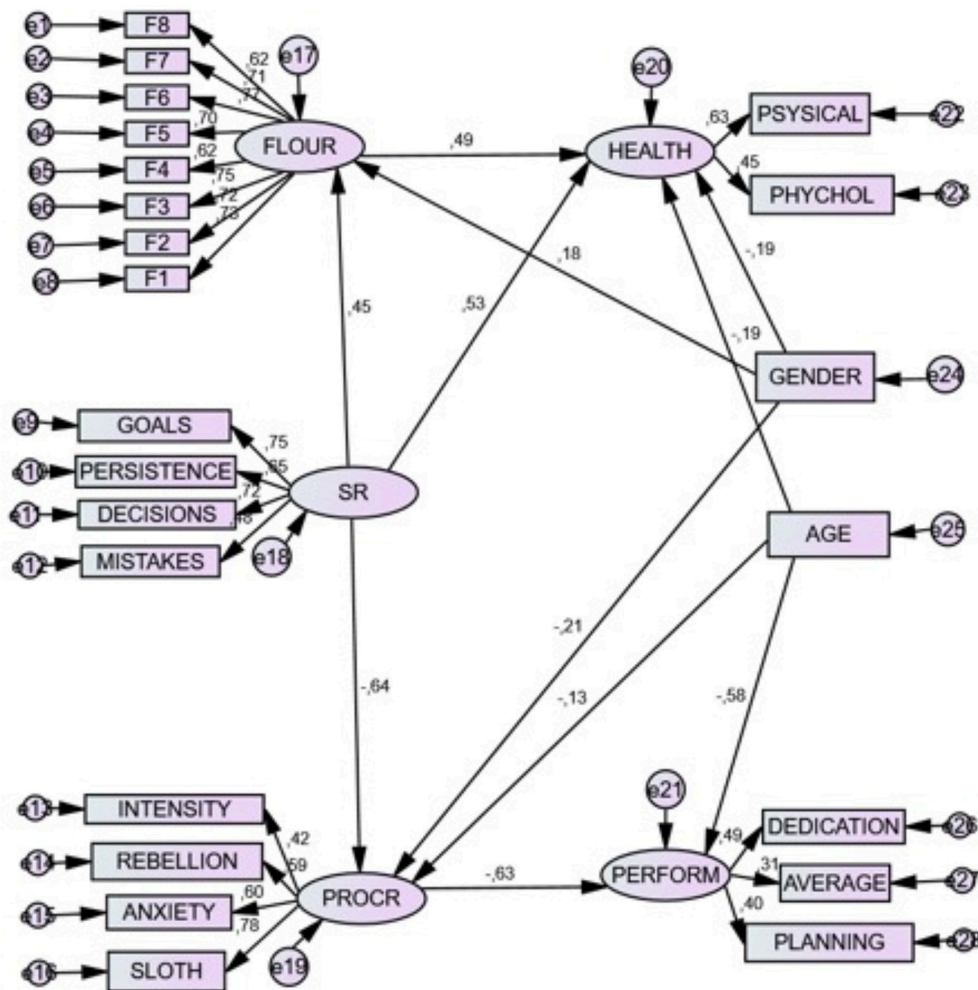 e1 F8
e2 F7
e3 F6
e4 F5
e5 F4
e6 F3
e7 F2
e8 F1
,62
,71
,77
,70
,62
,75
,72
,73
e17
FLOUR
,49
e20
HEALTH
,63
,45
PSYSICAL e22
PHYCHOL e23
,18
-,19
-,19
,45
,53
GENDER e24
e9 GOALS
e10 PERSISTENCE
e11 DECISIONS
e12 MISTAKES
,75
,65
,72
,48
SR
e18
AGE e25
-,21
-,13
-,64
-,58
e13 INTENSITY
e14 REBELLION
e15 ANXIETY
e16 SLOTH
,42
,59
,60
,78
PROCR
e19
-,63
e21
PERFORM
,49
,31
,40
DEDICATION e26
AVERAGE e27
PLANNING e28